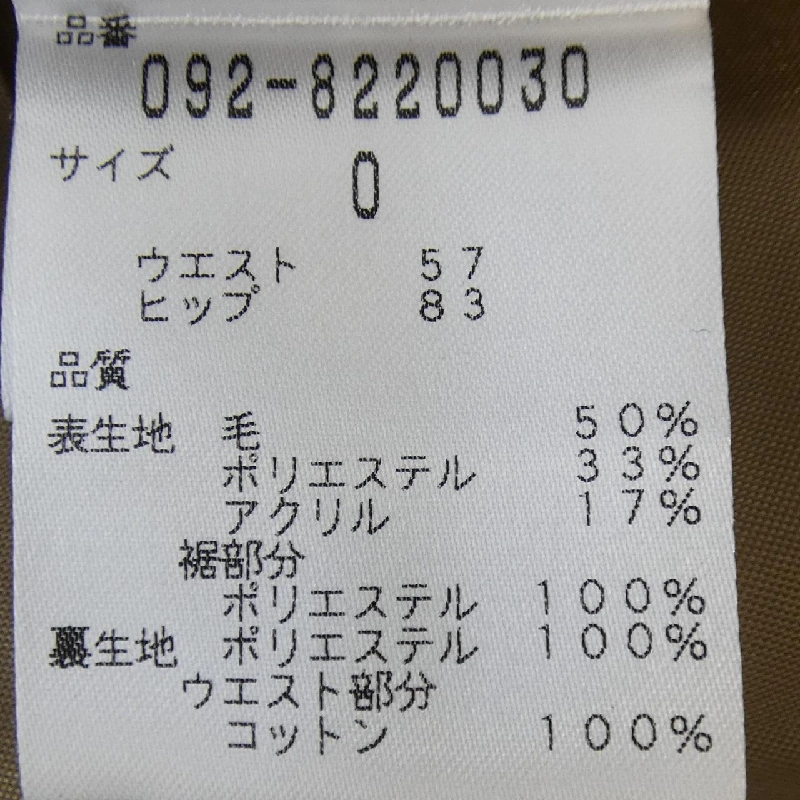 品番
092-8220030
サイズ 0
ウエスト 57
ヒップ 83
品質
表生地 毛 50%
ポリエステル 33%
アクリル 17%
裾部分
ポリエステル 100%
裏生地 ポリエステル 100%
ウエスト部分
コットン 100%